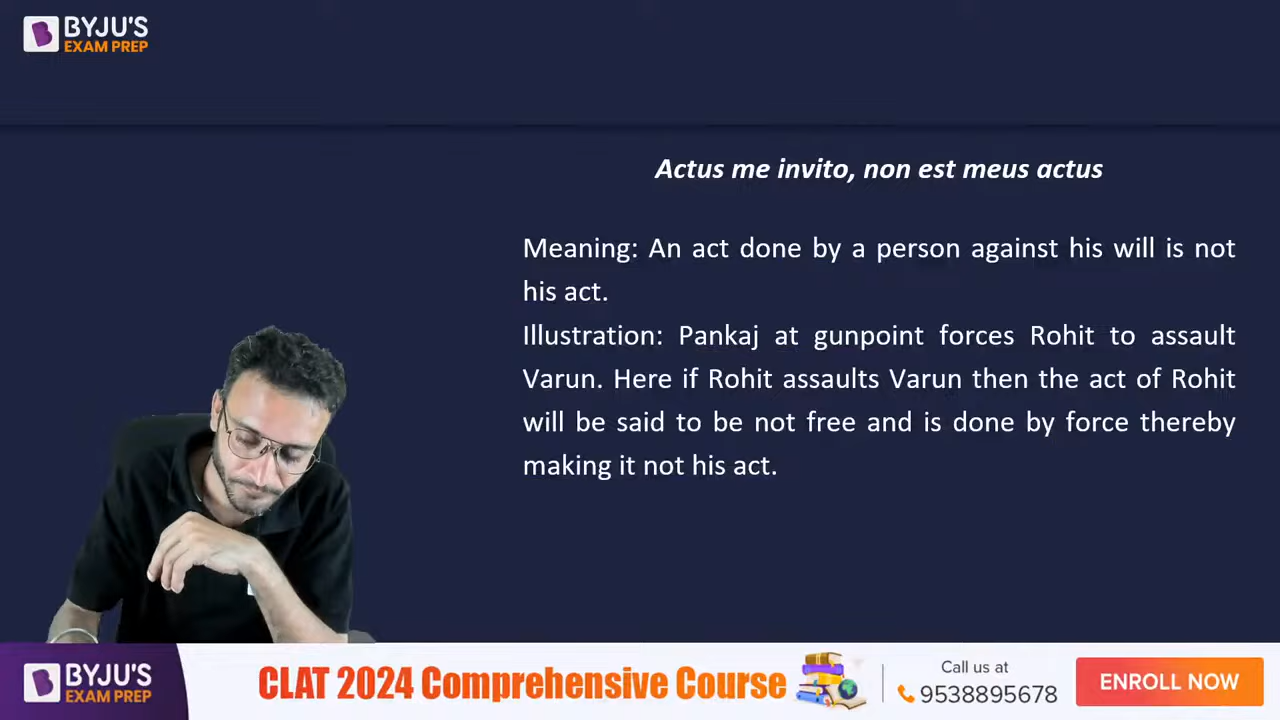 BYJU'S
EXAM PREP
Actus me invito, non est meus actus
Meaning: An act done by a person against his will is not
his act.
Illustration: Pankaj at gunpoint forces Rohit to assault
Varun. Here if Rohit assaults Varun then the act of Rohit
will be said to be not free and is done by force thereby
making it not his act.
BYJU'S
EXAM PREP
CLAT 2024 Comprehensive Course
Call us at
9538895678
ENROLL NOW